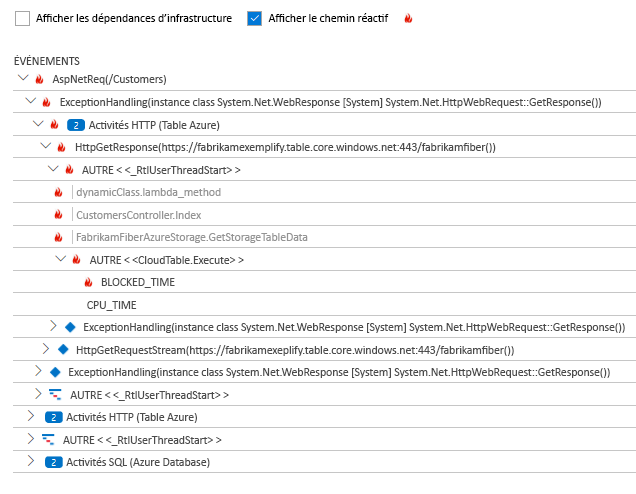 Afficher les dépendances d'infrastructure Afficher le chemin réactif
ÉVÉNEMENTS
AspNetReq(/Customers)
ExceptionHandling(instance class System.Net.WebResponse [System] System.Net.HttpWebRequest::GetResponse())
2 Activités HTTP (Table Azure)
HttpGetResponse(https://fabrikamexemplify.table.core.windows.net:443/fabrikamfiber())
AUTRE < <_RtlUserThreadStart> >
dynamicClass.lambda_method
CustomersController.Index
FabrikamFiberAzureStorage.GetStorageTableData
AUTRE < <CloudTable.Execute> >
BLOCKED_TIME
CPU_TIME
ExceptionHandling(instance class System.Net.WebResponse [System] System.Net.HttpWebRequest::GetResponse())
HttpGetRequestStream(https://fabrikamexeplify.table.core.windows.net:443/fabrikamfiber())
ExceptionHandling(instance class System.Net.WebResponse [System] System.Net.HttpWebRequest::GetResponse())
AUTRE < <_RtlUserThreadStart> >
2 Activités HTTP (Table Azure)
AUTRE < <_RtlUserThreadStart> >
2 Activités SQL (Azure Database)